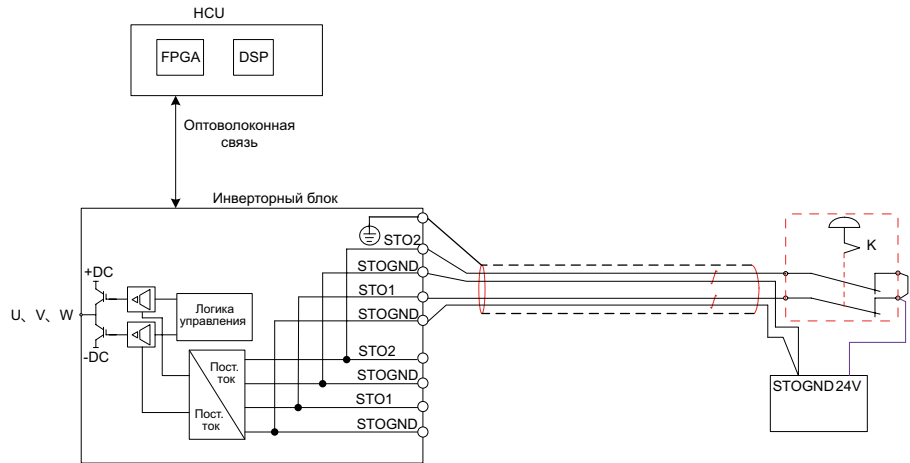 HCU
FPGA
DSP
Оптоволоконная
связь
Инверторный блок
STO2
STOGND
STO1
STOGND
+DC
U、V、W
-DC
Логика
управления
Пост.
ток
Пост.
ток
STO2
STOGND
STO1
STOGND
K
STOGND 24V